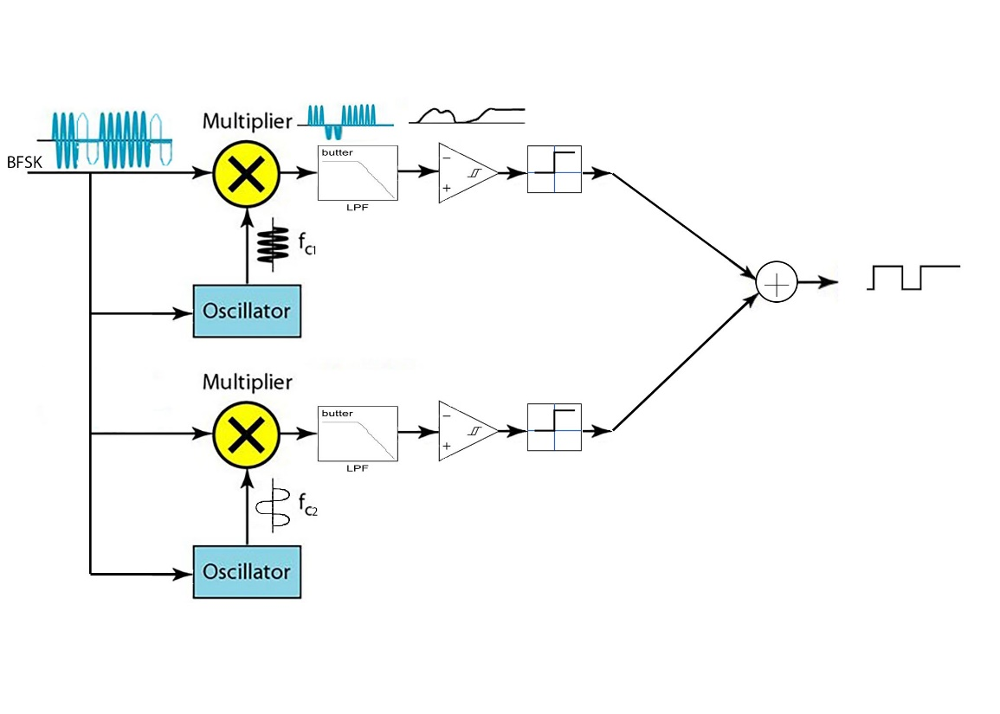 Multiplier
BFSK
butter
−
+
LPF
fc1
Oscillator
Multiplier
butter
−
+
LPF
fc2
Oscillator